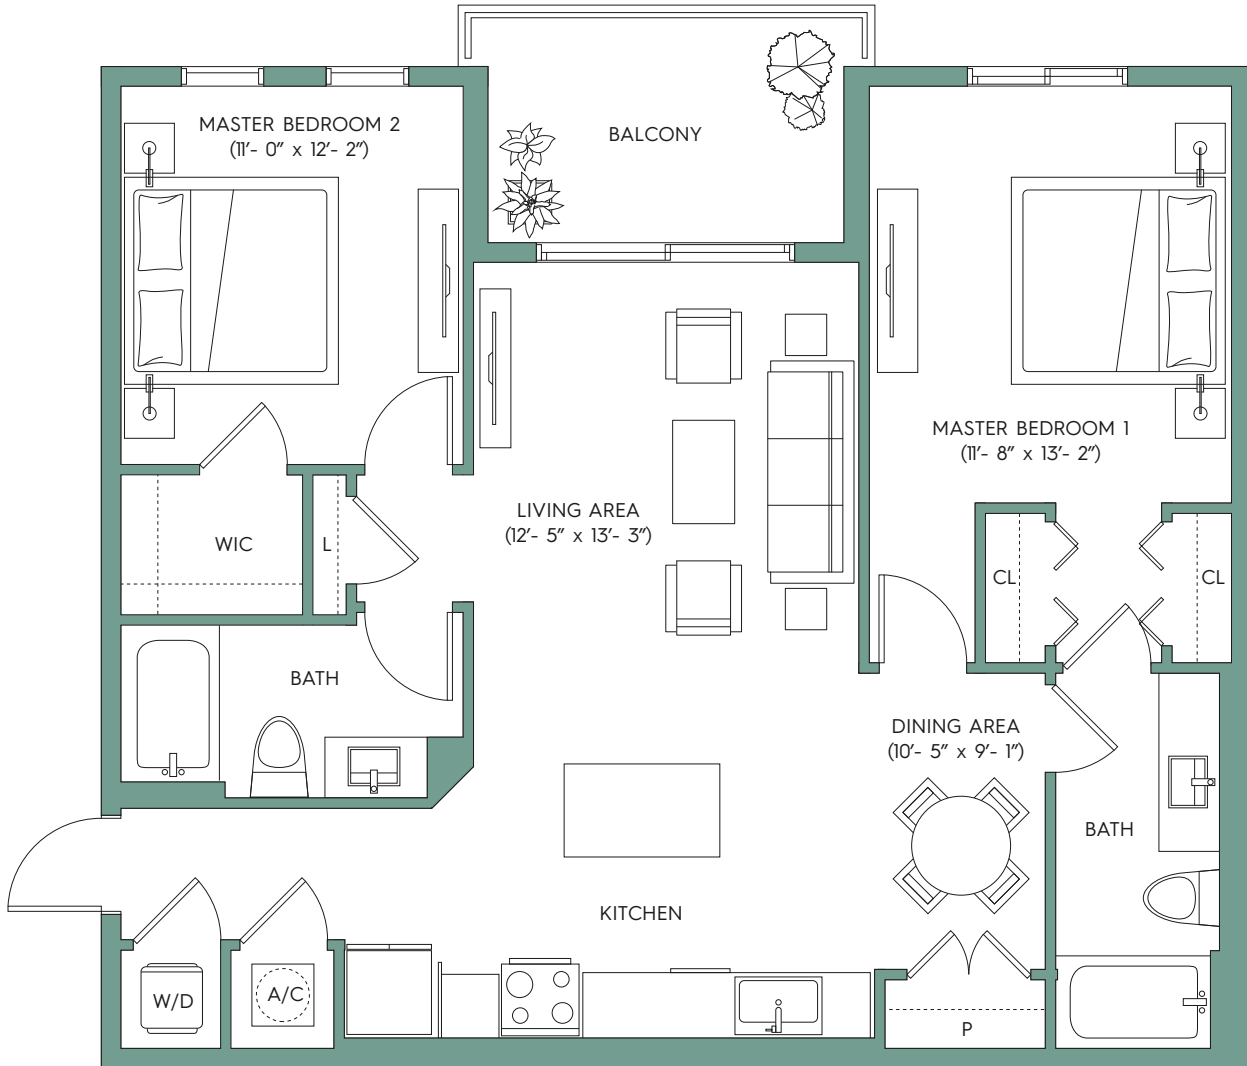 MASTER BEDROOM 2
(11'- 0" x 12'- 2")
BALCONY
MASTER BEDROOM 1
(11'- 8" x 13'- 2")
LIVING AREA
(12'- 5" x 13'- 3")
WIC
L
CL
CL
BATH
DINING AREA
(10'- 5" x 9'- 1")
BATH
KITCHEN
W/D
A/C
P